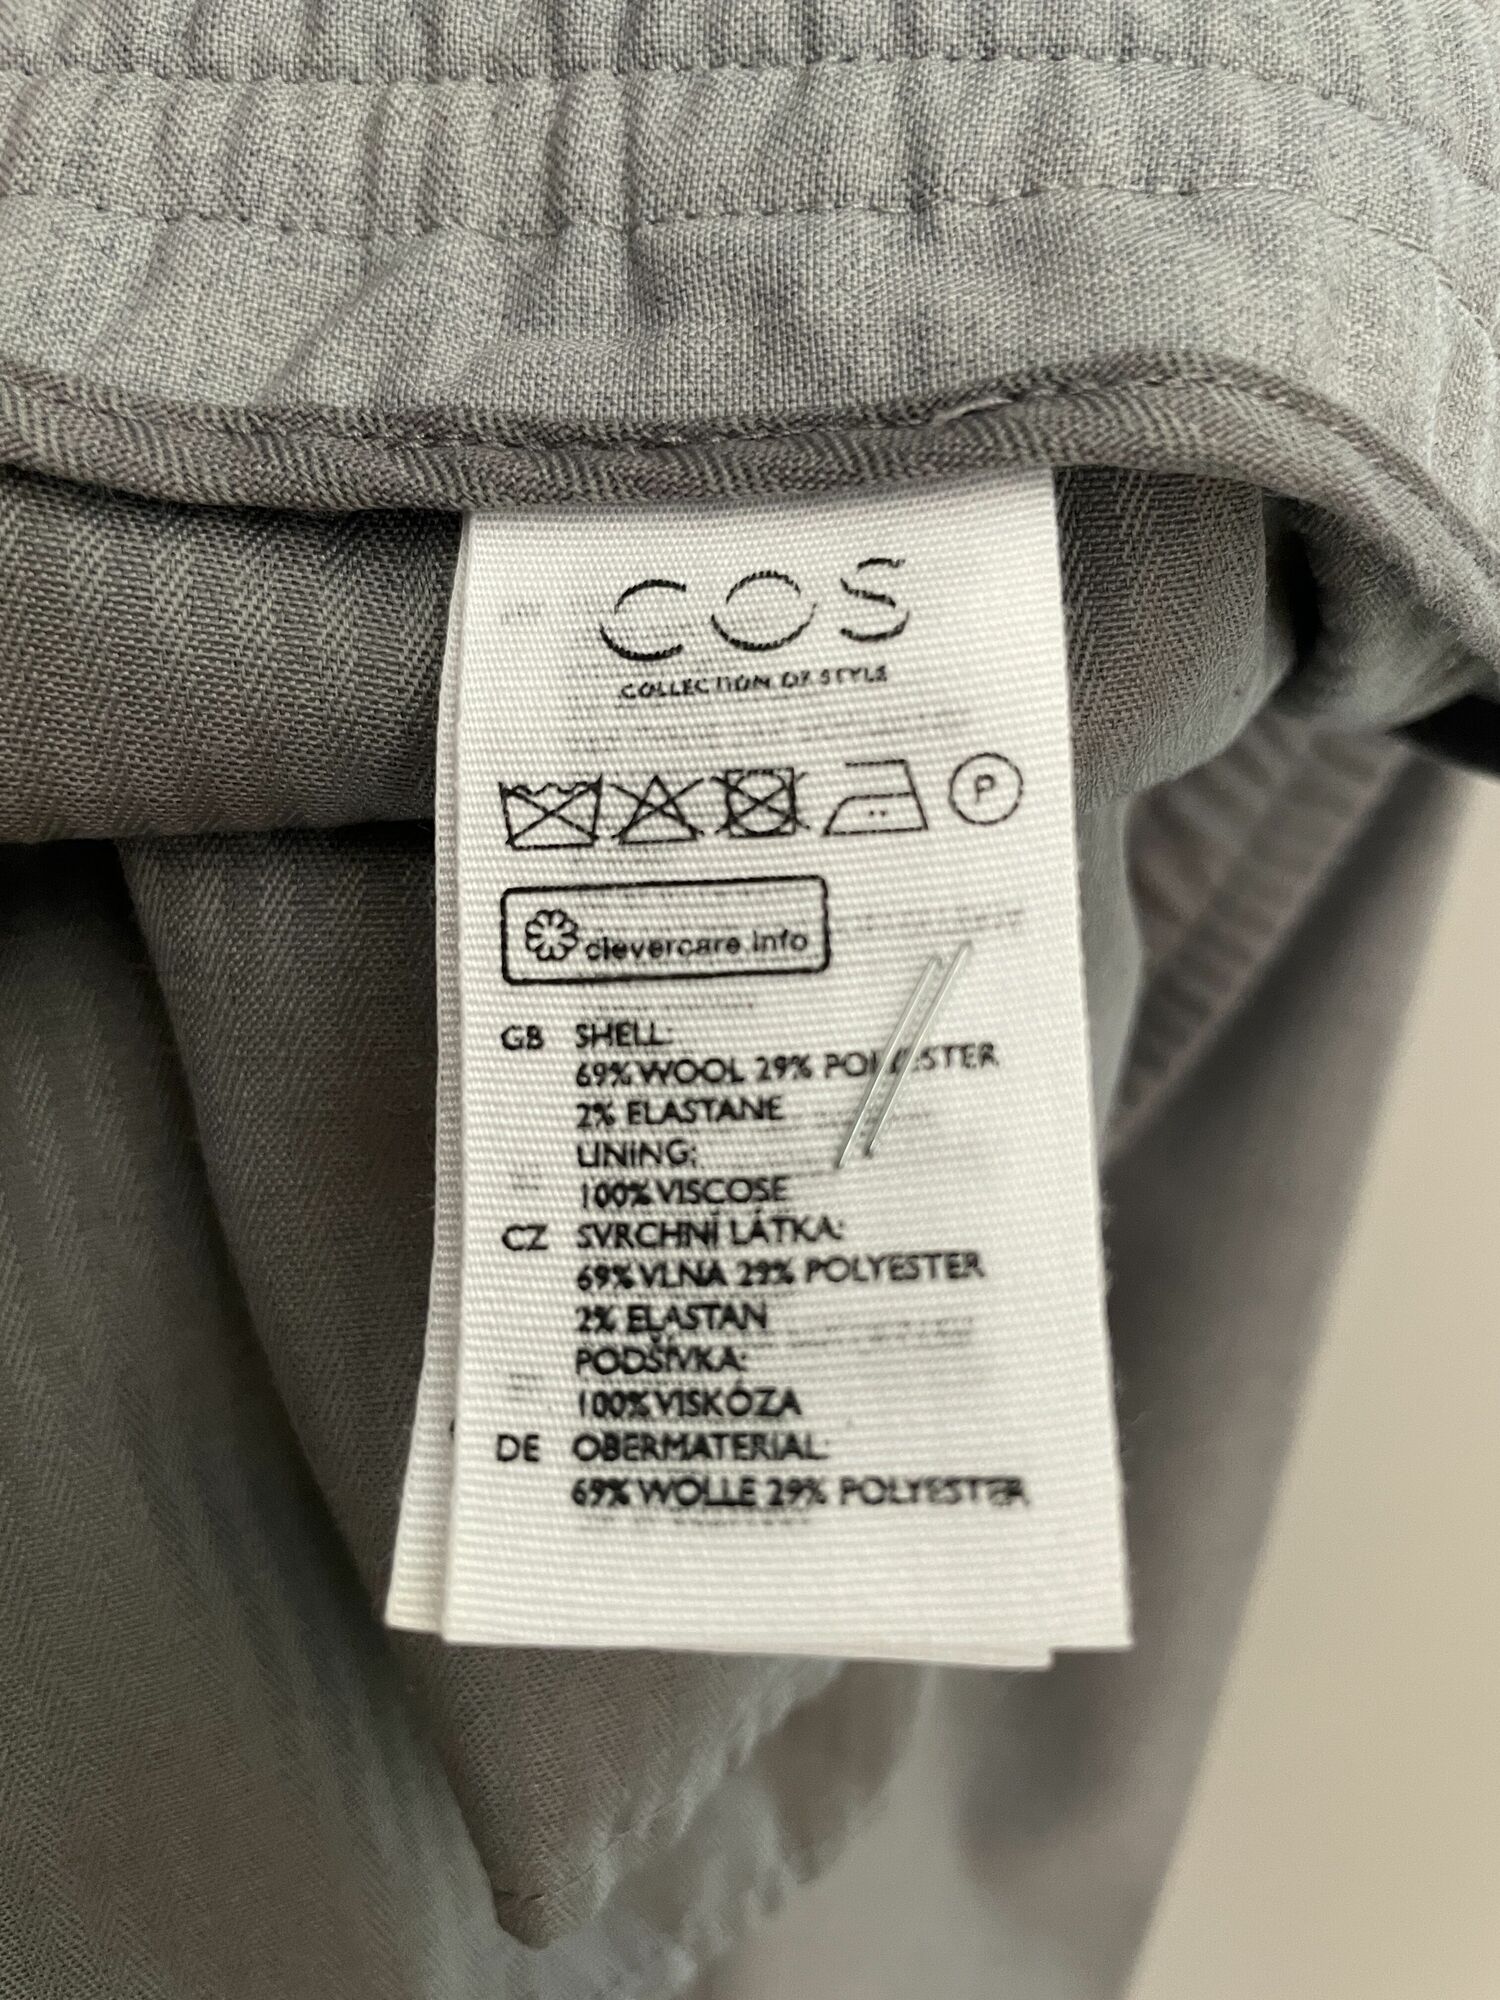 COS
COLLECTION OF STYLE
P
clevercare.info
GB SHELL:
69% WOOL 29% POLYESTER
2% ELASTANE
LINING:
100% VISCOSE
CZ SVRCHNÍ LÁTKA:
69% VLNA 29% POLYESTER
2% ELASTAN
PODŠÍVKA:
100% VISKÓZA
DE OBERMATERIAL:
69% WOLLE 29% POLYESTER